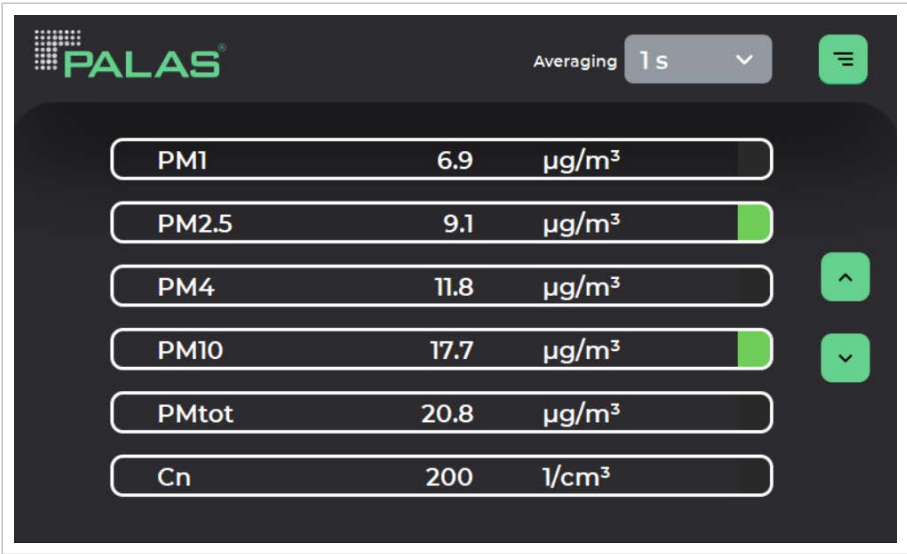 PALAS®
Averaging 1 s
PM1 6.9 µg/m³
PM2.5 9.1 µg/m³
PM4 11.8 µg/m³
PM10 17.7 µg/m³
PMtot 20.8 µg/m³
Cn 200 1/cm³